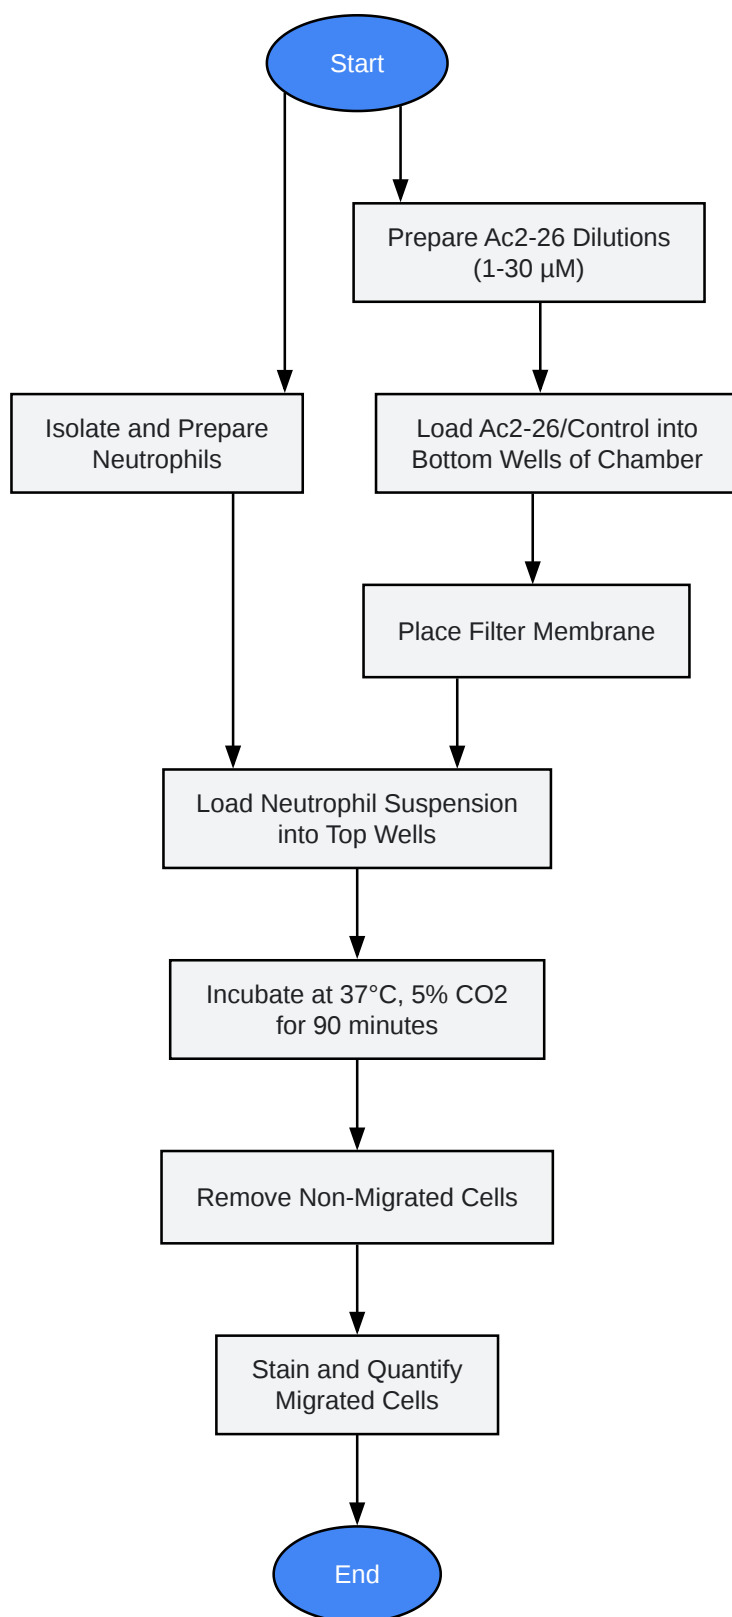 Start
Prepare Ac2-26 Dilutions
(1-30 µM)
Isolate and Prepare
Neutrophils
Load Ac2-26/Control into
Bottom Wells of Chamber
Place Filter Membrane
Load Neutrophil Suspension
into Top Wells
Incubate at 37°C, 5% CO2
for 90 minutes
Remove Non-Migrated Cells
Stain and Quantify
Migrated Cells
End